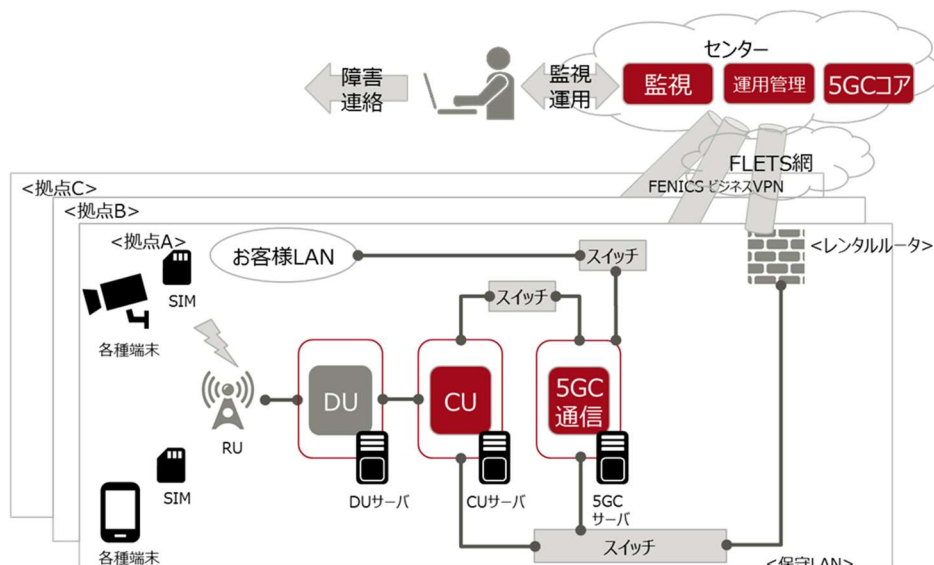 センター
障害
連絡
監視
運用
監視
運用管理
5GCコア
FLETS網
FENICS ビジネスVPN
<拠点C>
<拠点B>
<拠点A>
お客様LAN
スイッチ
<レンタルルータ>
SIM
スイッチ
各種端末
DU
CU
5GC
通信
RU
SIM
DUサーバ
CUサーバ
5GC
サーバ
スイッチ
各種端末
<保守LAN>